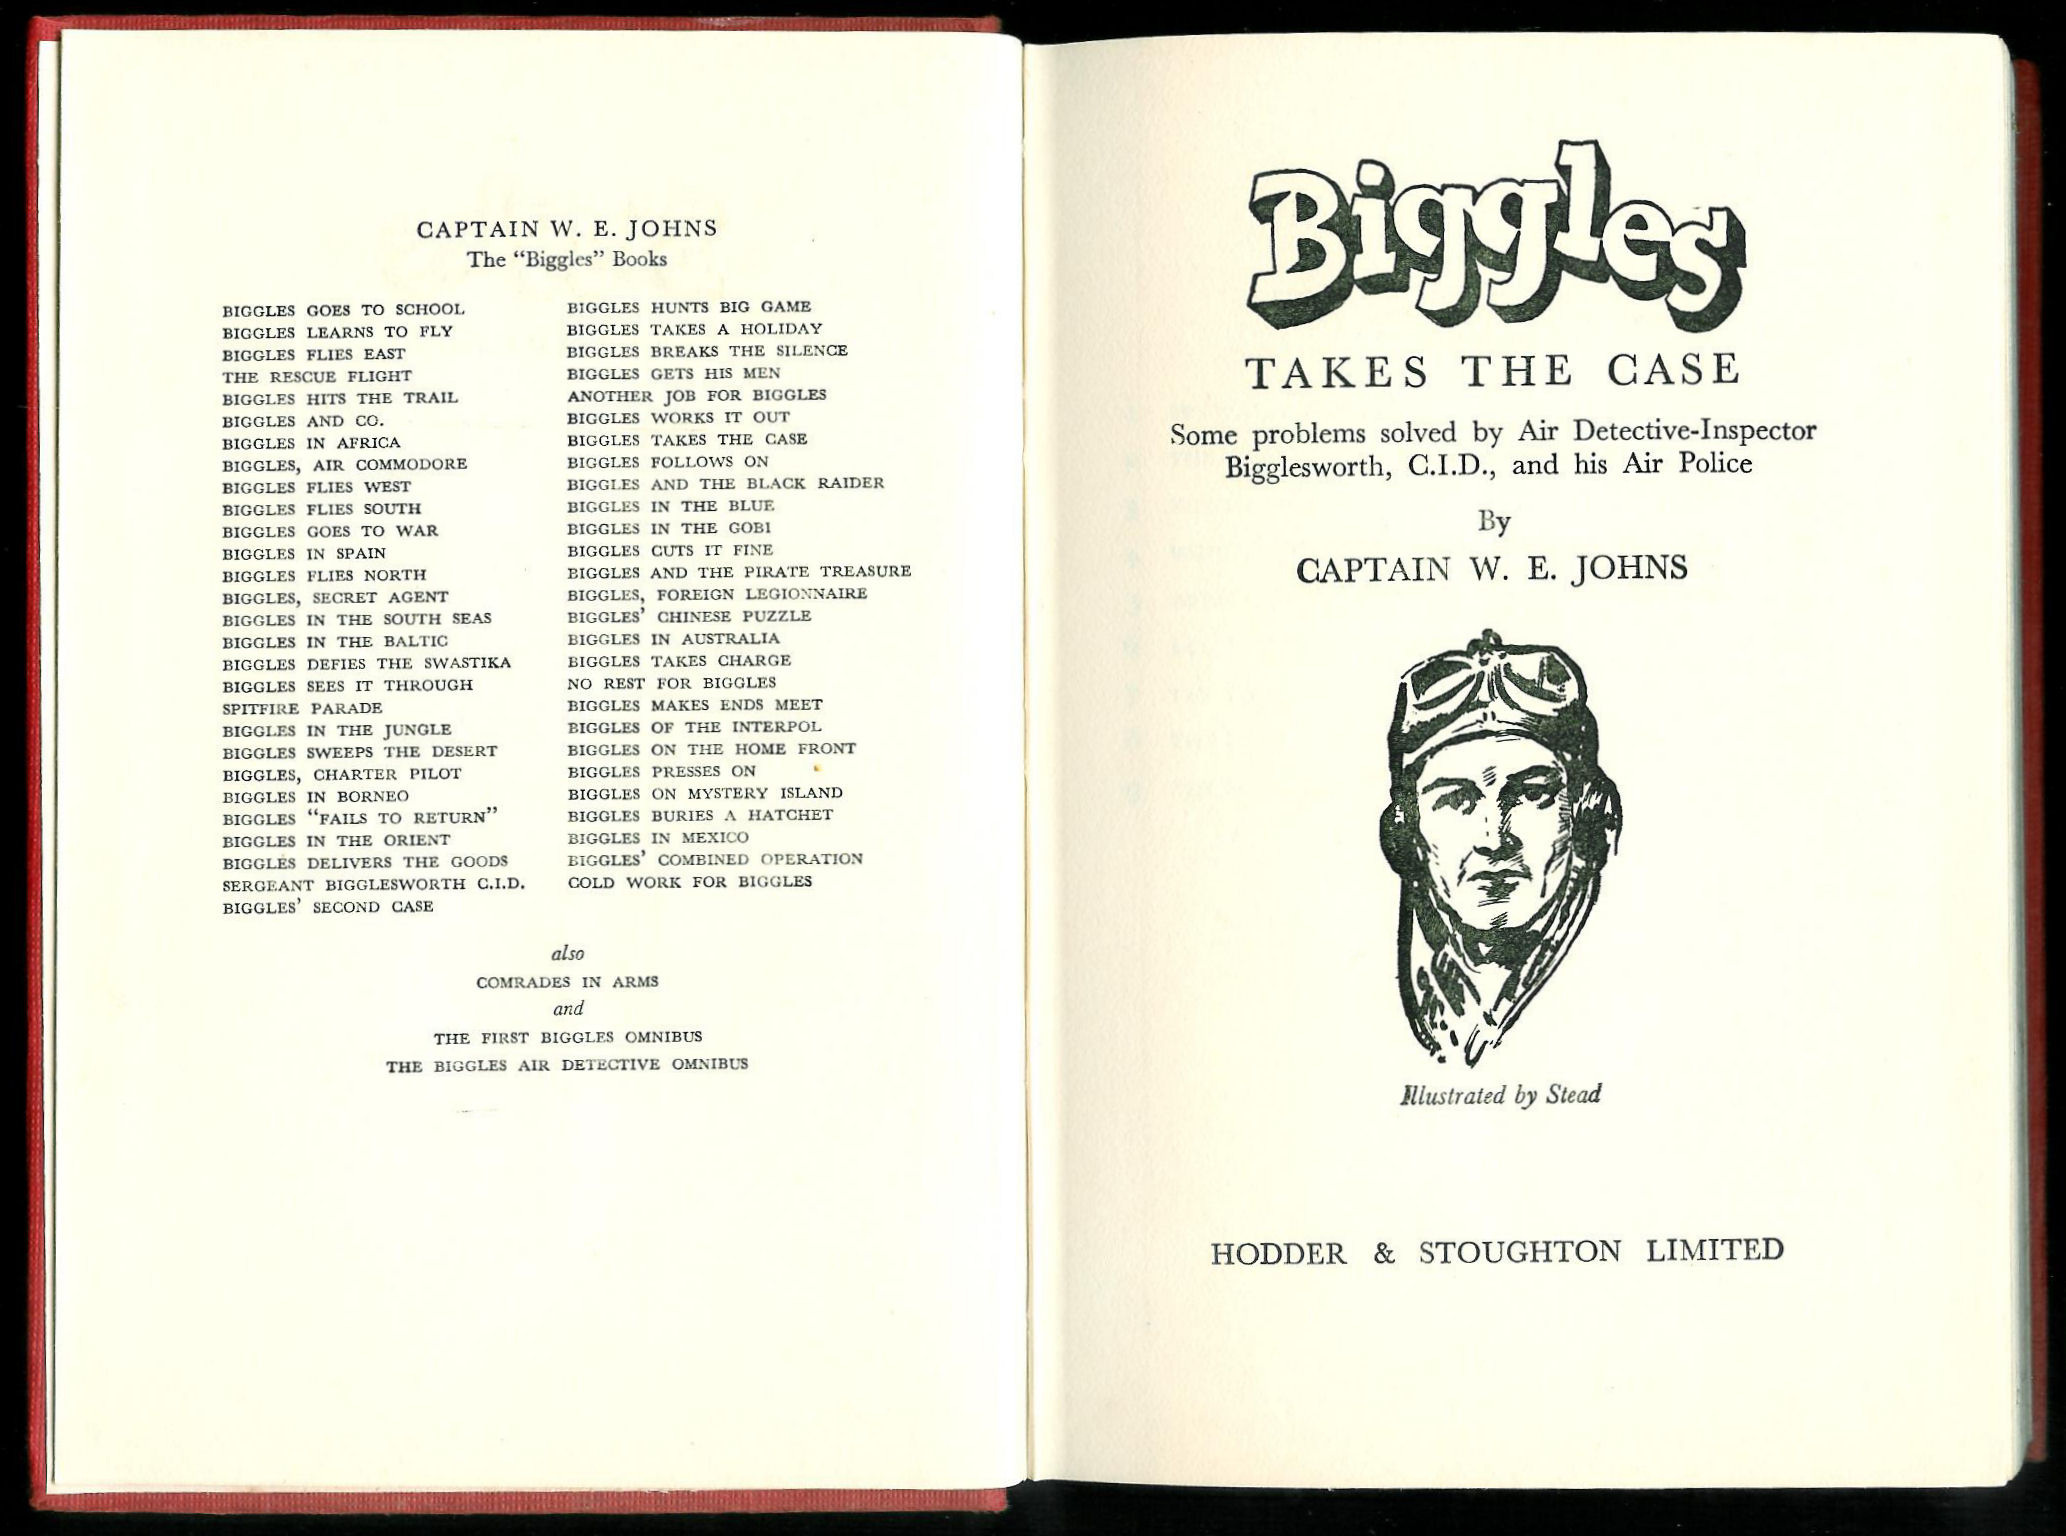 CAPTAIN W. E. JOHNS
The “Biggles” Books
BIGGLES GOES TO SCHOOL
BIGGLES LEARNS TO FLY
BIGGLES FLIES EAST
THE RESCUE FLIGHT
BIGGLES HITS THE TRAIL
BIGGLES AND CO.
BIGGLES IN AFRICA
BIGGLES, AIR COMMODORE
BIGGLES FLIES WEST
BIGGLES FLIES SOUTH
BIGGLES GOES TO WAR
BIGGLES IN SPAIN
BIGGLES FLIES NORTH
BIGGLES, SECRET AGENT
BIGGLES IN THE SOUTH SEAS
BIGGLES IN THE BALTIC
BIGGLES DEFIES THE SWASTIKA
BIGGLES SEES IT THROUGH
SPITFIRE PARADE
BIGGLES IN THE JUNGLE
BIGGLES SWEEPS THE DESERT
BIGGLES, CHARTER PILOT
BIGGLES IN BORNEO
BIGGLES “FAILS TO RETURN”
BIGGLES IN THE ORIENT
BIGGLES DELIVERS THE GOODS
SERGEANT BIGGLESWORTH C.I.D.
BIGGLES’ SECOND CASE
BIGGLES HUNTS BIG GAME
BIGGLES TAKES A HOLIDAY
BIGGLES BREAKS THE SILENCE
BIGGLES GETS HIS MEN
ANOTHER JOB FOR BIGGLES
BIGGLES WORKS IT OUT
BIGGLES TAKES THE CASE
BIGGLES FOLLOWS ON
BIGGLES AND THE BLACK RAIDER
BIGGLES IN THE BLUE
BIGGLES IN THE GOBI
BIGGLES CUTS IT FINE
BIGGLES AND THE PIRATE TREASURE
BIGGLES, FOREIGN LEGIONNAIRE
BIGGLES’ CHINESE PUZZLE
BIGGLES IN AUSTRALIA
BIGGLES TAKES CHARGE
NO REST FOR BIGGLES
BIGGLES MAKES ENDS MEET
BIGGLES OF THE INTERPOL
BIGGLES ON THE HOME FRONT
BIGGLES PRESSES ON
BIGGLES ON MYSTERY ISLAND
BIGGLES BURIES A HATCHET
BIGGLES IN MEXICO
BIGGLES’ COMBINED OPERATION
COLD WORK FOR BIGGLES
also
COMRADES IN ARMS
and
THE FIRST BIGGLES OMNIBUS
THE BIGGLES AIR DETECTIVE OMNIBUS
Biggles
TAKES THE CASE
Some problems solved by Air Detective-Inspector
Bigglesworth, C.I.D., and his Air Police
By
CAPTAIN W. E. JOHNS
Illustrated by Stead
HODDER & STOUGHTON LIMITED